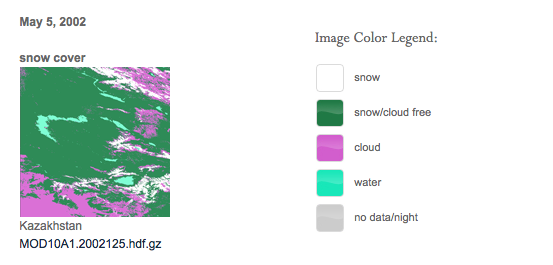 May 5, 2002
snow cover
Kazakhstan
MOD10A1.2002125.hdf.gz
Image Color Legend:
snow
snow/cloud free
cloud
water
no data/night